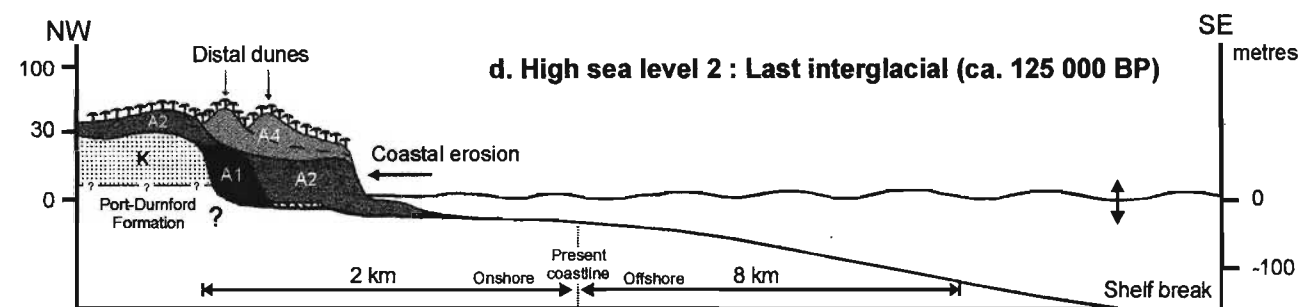 NW
SE
metres
Distal dunes
d. High sea level 2 : Last interglacial (ca. 125 000 BP)
100
30
0
A2
A4
K
A1
A2
Coastal erosion
? ? ?
Port-Durnford
Formation
?
0
-100
2 km
Onshore
Present
coastline
Offshore
8 km
Shelf break